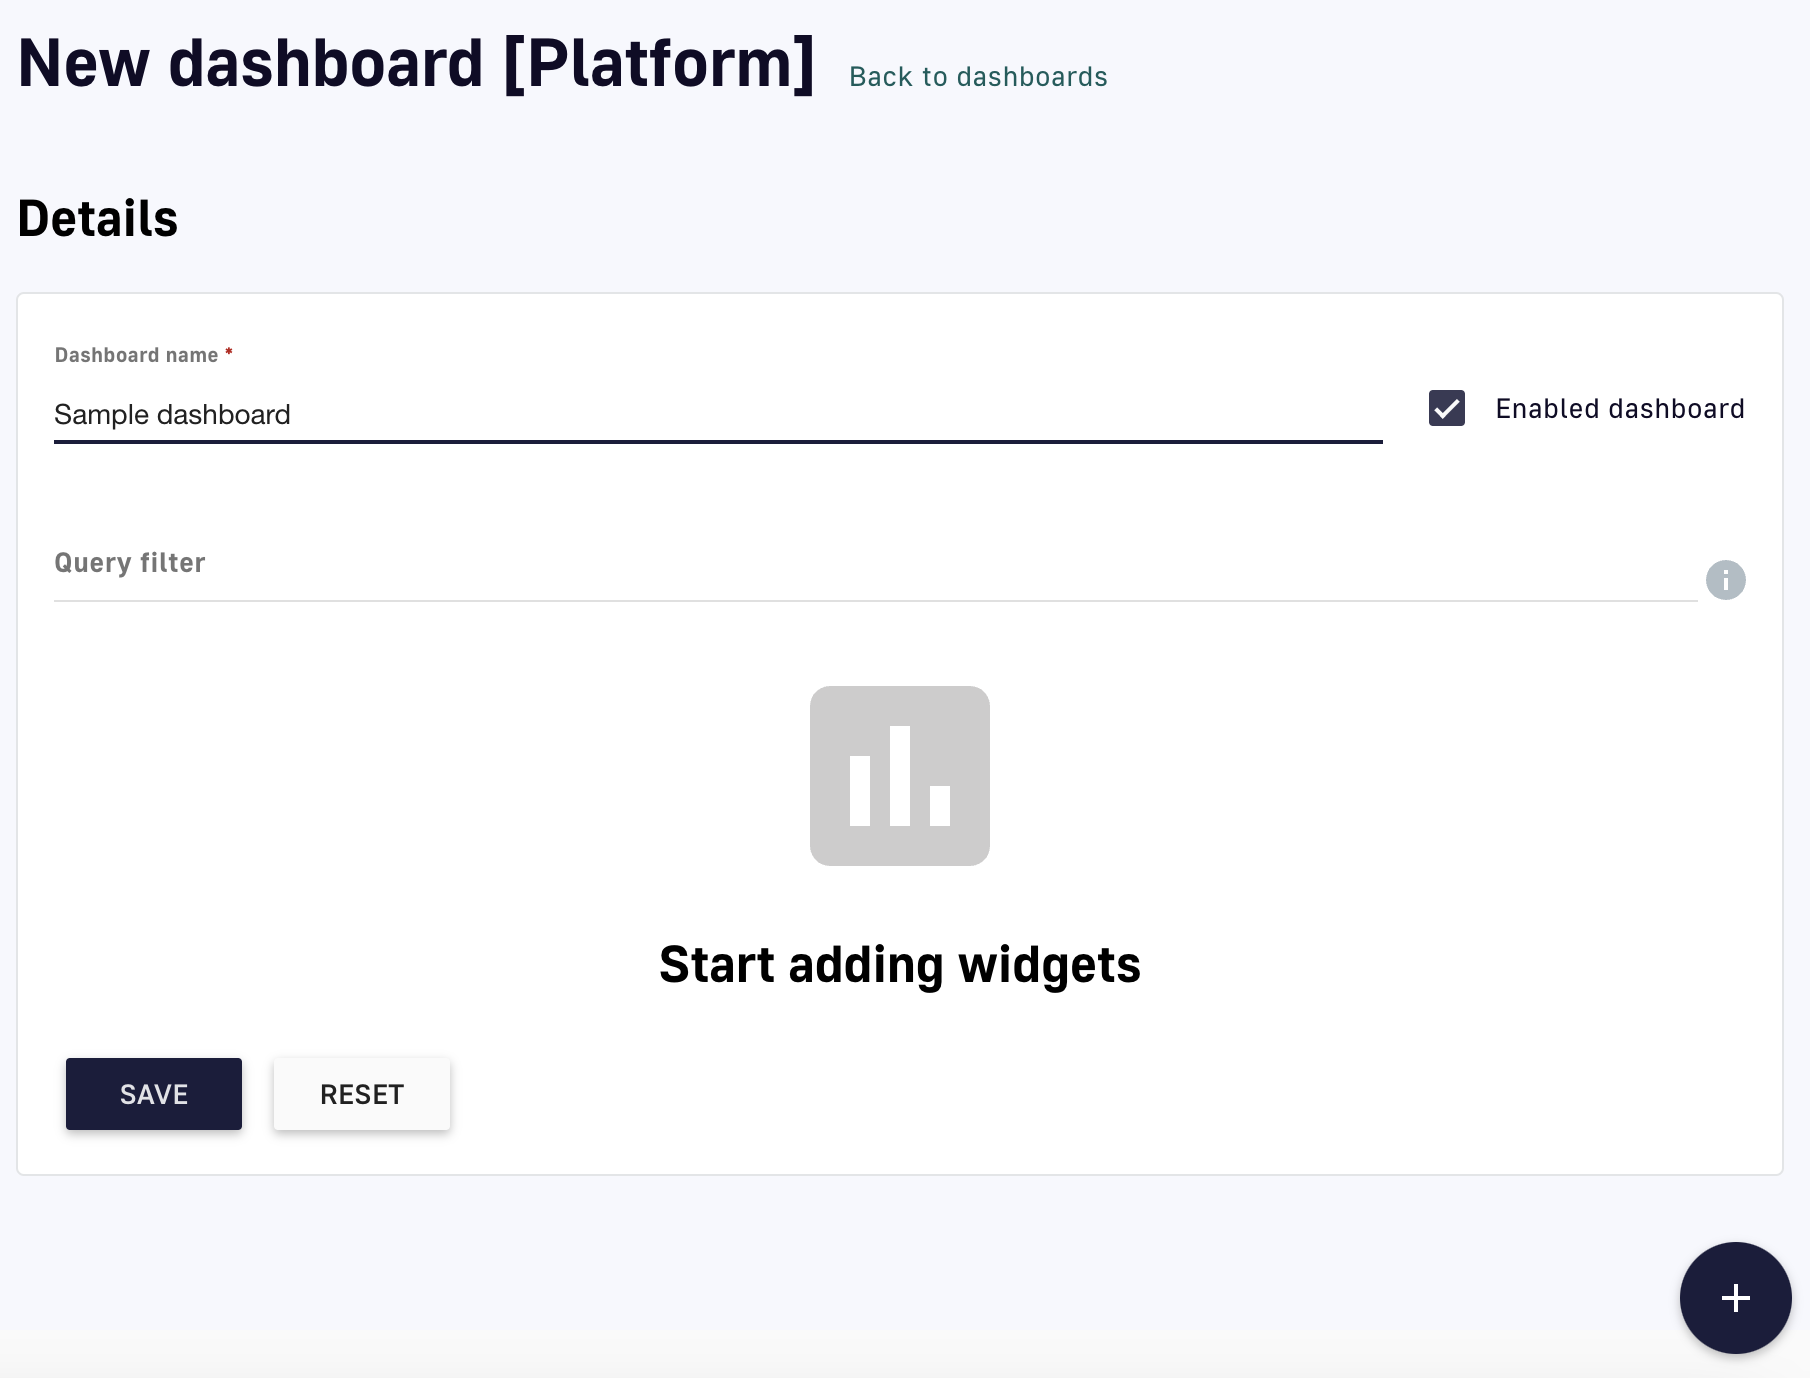 New dashboard [Platform] Back to dashboards
Details
Dashboard name *
Sample dashboard
Enabled dashboard
Query filter
Start adding widgets
SAVE RESET